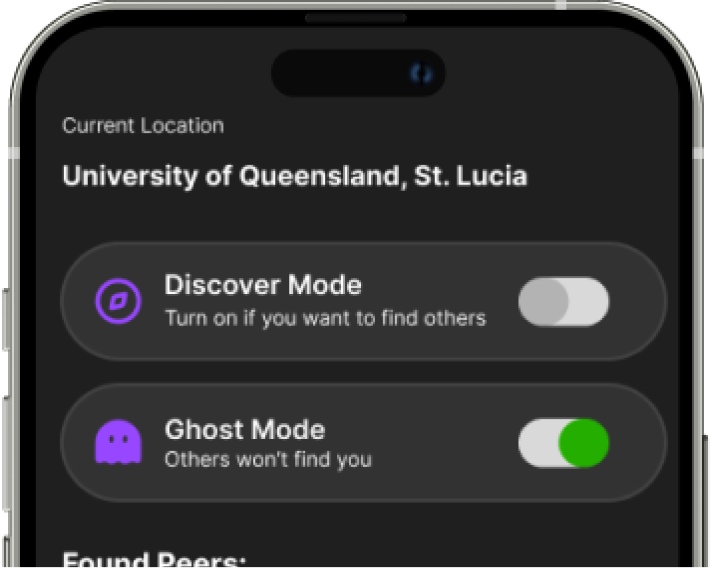 Current Location
University of Queensland, St. Lucia
Discover Mode
Turn on if you want to find others
Ghost Mode
Others won't find you
Found Peers: